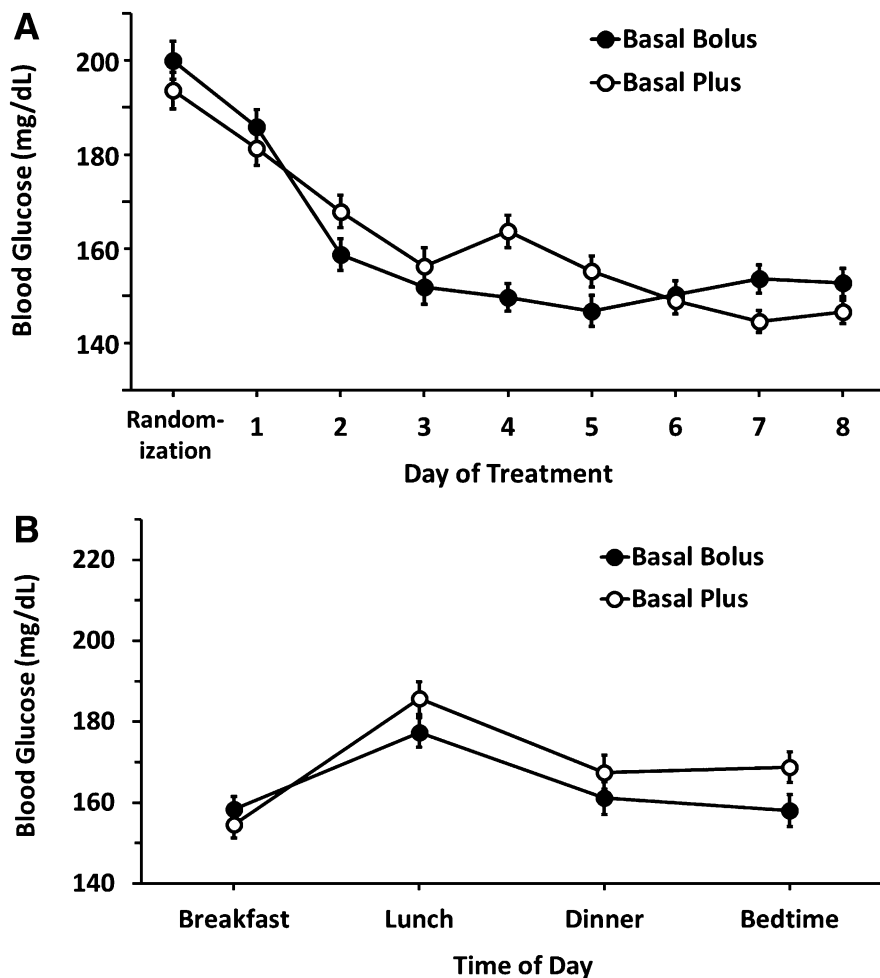 A
Basal Bolus
Basal Plus
Blood Glucose (mg/dL)
200
180
160
140
Random-
ization
1 2 3 4 5 6 7 8
Day of Treatment
B
Basal Bolus
Basal Plus
Blood Glucose (mg/dL)
220
200
180
160
140
Breakfast Lunch Dinner Bedtime
Time of Day